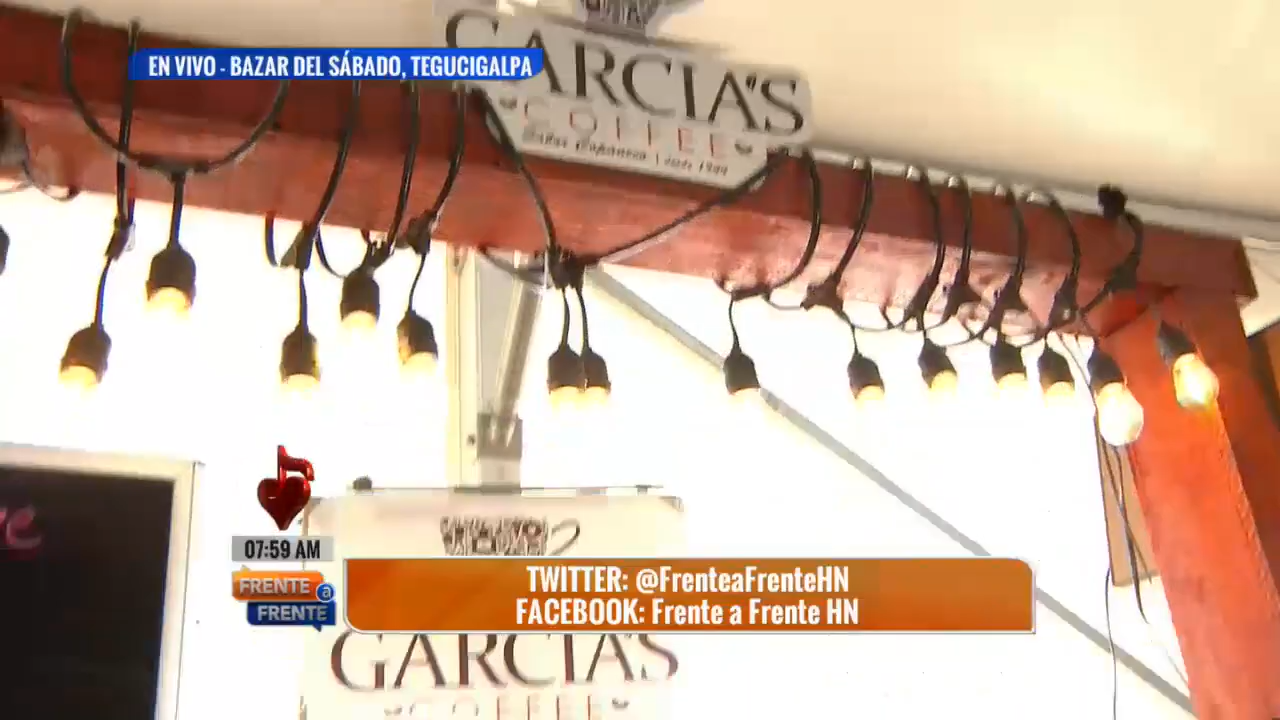 EN VIVO - BAZAR DEL SÁBADO, TEGUCIGALPA
GARCIA'S
COFFEE
07:59 AM
FRENTE a
FRENTE
TWITTER: @FrenteaFrenteHN
FACEBOOK: Frente a Frente HN
GARCIA'S
COFFEE